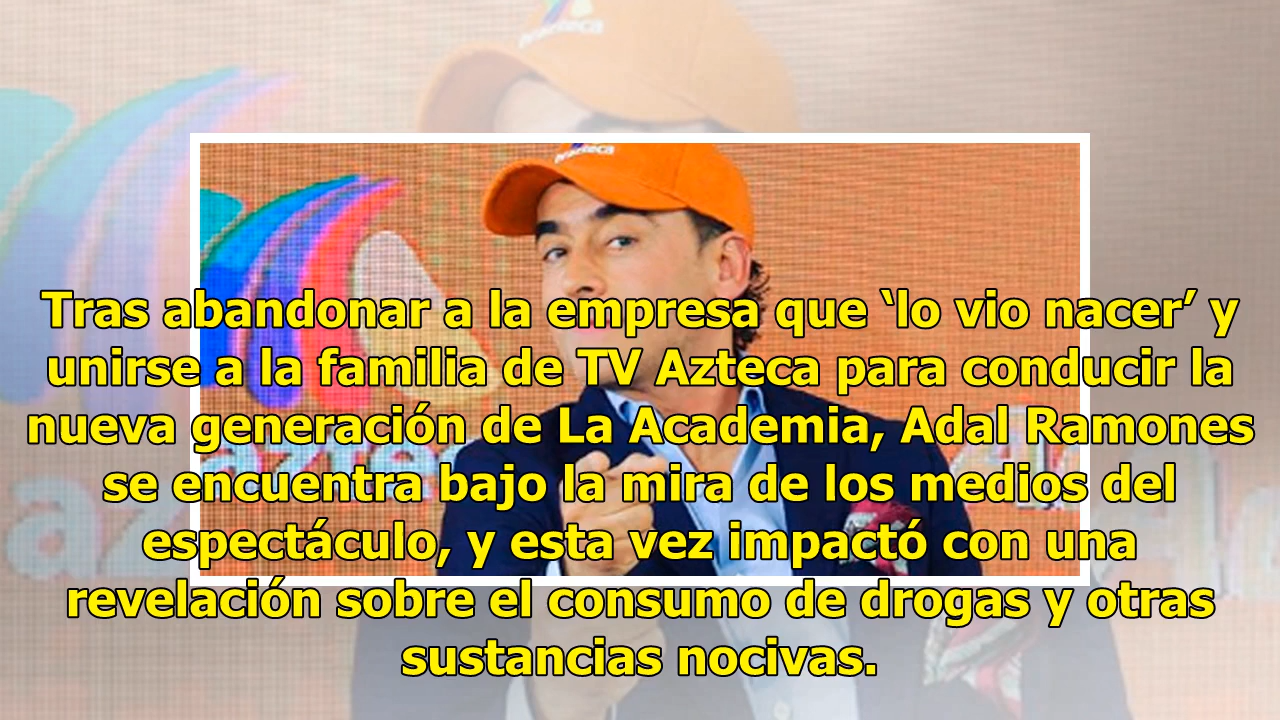 azteca
Tras abandonar a la empresa que ‘lo vio nacer’ y
unirse a la familia de TV Azteca para conducir la
nueva generación de La Academia, Adal Ramones
se encuentra bajo la mira de los medios del
espectáculo, y esta vez impactó con una
revelación sobre el consumo de drogas y otras
sustancias nocivas.